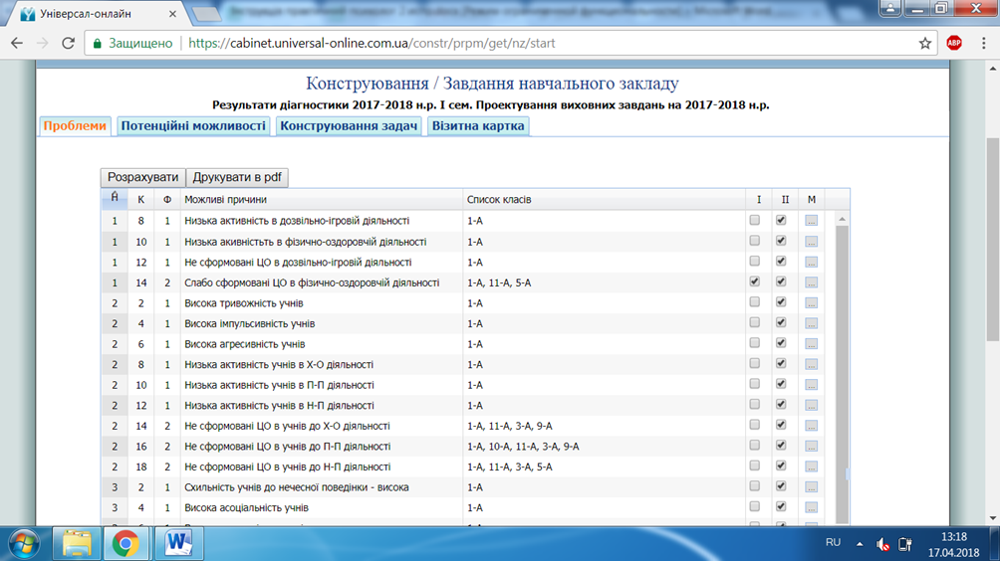 Універсал-онлайн
Защищено | https://cabinet.universal-online.com.ua/constr/prpm/get/nz/start
ABP
Конструювання / Завдання навчального закладу
Результати діагностики 2017-2018 н.р. І сем. Проектування виховних завдань на 2017-2018 н.р.
Проблеми Потенційні можливості Конструювання задач Візитна картка
Розрахувати Друкувати в pdf
К Ф Можливі причини Список класів І ІІ М
1 8 1 Низька активність в дозвільно-ігровій діяльності 1-А ...
1 10 1 Низька акивністьть в фізично-оздоровчій діяльності 1-А ...
1 12 1 Не сформовані ЦО в дозвільно-ігровій діяльності 1-А ...
1 14 2 Слабо сформовані ЦО в фізично-оздоровчій діяльності 1-А, 11-А, 5-А ...
2 2 1 Висока тривожність учнів 1-А ...
2 4 1 Висока імпульсивність учнів 1-А ...
2 6 1 Висока агресивність учнів 1-А ...
2 8 1 Низька активність учнів в Х-О діяльності 1-А ...
2 10 1 Низька активність учнів в П-П діяльності 1-А ...
2 12 1 Низька активність учнів в Н-П діяльності 1-А ...
2 14 2 Не сформовані ЦО в учнів до Х-О діяльності 1-А, 11-А, 3-А, 9-А ...
2 16 2 Не сформовані ЦО в учнів до П-П діяльності 1-А, 10-А, 11-А, 3-А, 9-А ...
2 18 2 Не сформовані ЦО в учнів до Н-П діяльності 1-А, 11-А, 3-А, 5-А ...
3 2 1 Схильність учнів до нечесної поведінки - висока 1-А ...
3 4 1 Висока асоціальність учнів 1-А ...
RU
13:18
17.04.2018